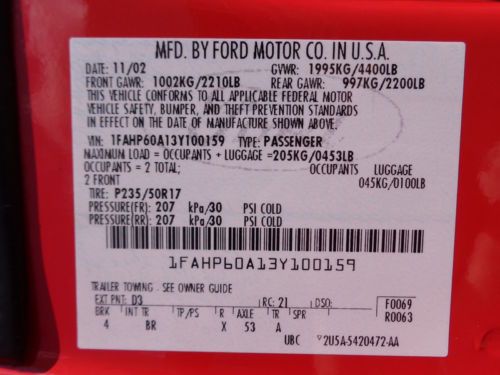 MFD. BY FORD MOTOR CO. IN U.S.A.
DATE: 11/02 GVWR: 1995KG/4400LB
FRONT GAWR: 1002KG/2210LB REAR GAWR: 997KG/2200LB
THIS VEHICLE CONFORMS TO ALL APPLICABLE FEDERAL MOTOR
VEHICLE SAFETY, BUMPER, AND THEFT PREVENTION STANDARDS
IN EFFECT ON THE DATE OF MANUFACTURE SHOWN ABOVE.
VIN: 1FAHP60A13Y100159 TYPE: PASSENGER
MAXIMUM LOAD = OCCUPANTS + LUGGAGE =205KG/0453LB
OCCUPANTS = 2 TOTAL; OCCUPANTS LUGGAGE
2 FRONT 045KG/0100LB
TIRE: P235/50R17
PRESSURE(FR): 207 kPa/30 PSI COLD
PRESSURE(RR): 207 kPa/30 PSI COLD
1FAHP60A13Y100159
TRAILER TOWING - SEE OWNER GUIDE
EXT PNT: D3 RC: 21 DSO: F0069
BRK INT TR TP/PS R AXLE TR SPR R0063
4 BR X 53 A
UBC 2U5A-5420472-AA